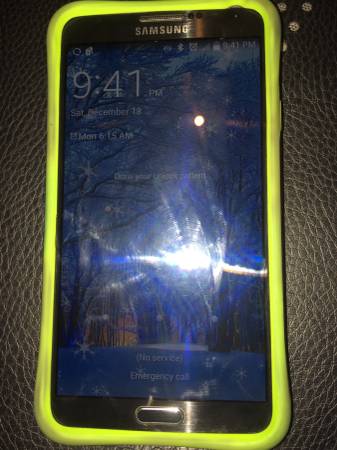 SAMSUNG
9:41 PM
9:41 PM
Sat, December 18
Mon 6:15 AM
Draw your unlock pattern
(No service)
Emergency call